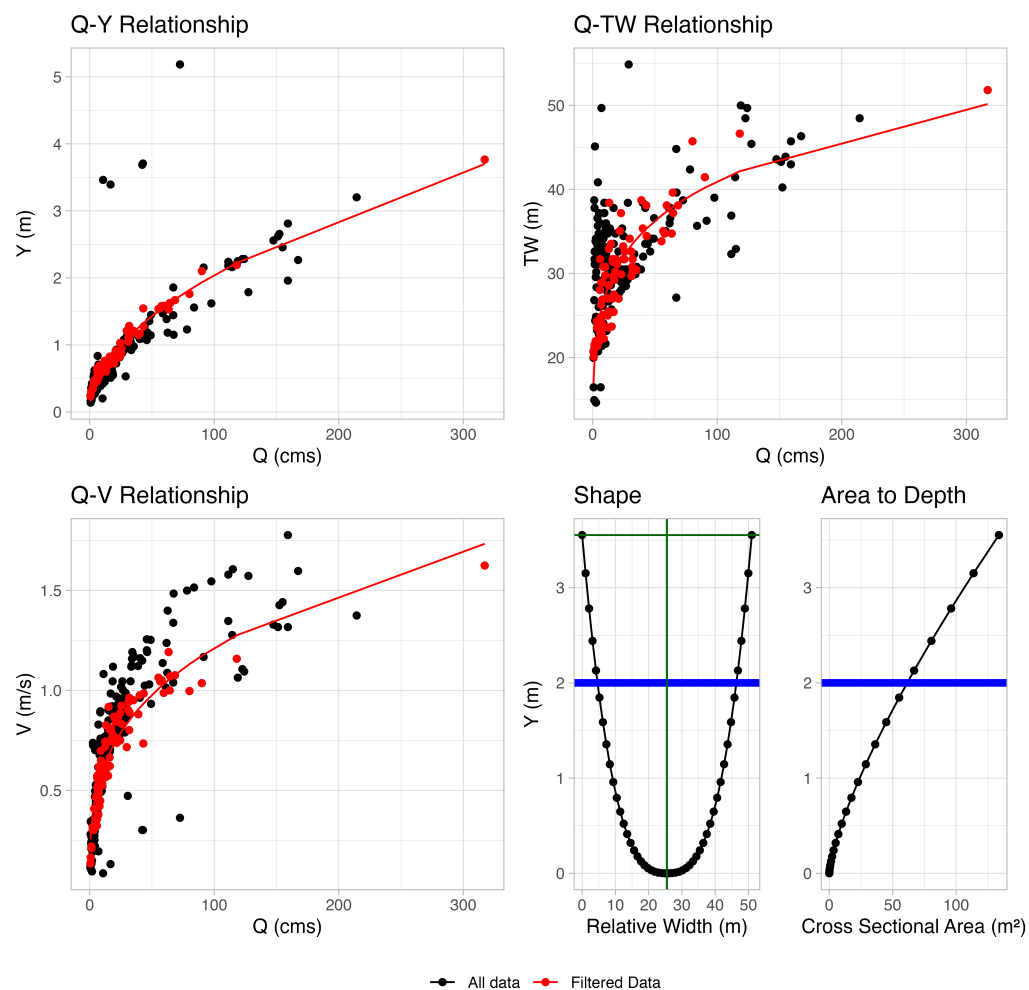 Q-Y Relationship
Y (m)
5
4
3
2
1
0
0 100 200 300
Q (cms)
Q-TW Relationship
TW (m)
50
40
30
20
0 100 200 300
Q (cms)
Q-V Relationship
V (m/s)
1.5
1.0
0.5
0 100 200 300
Q (cms)
Shape
Y (m)
3
2
1
0
0 10 20 30 40 50
Relative Width (m)
Area to Depth
3
2
1
0
0 50 100
Cross Sectional Area (m²)
All data Filtered Data